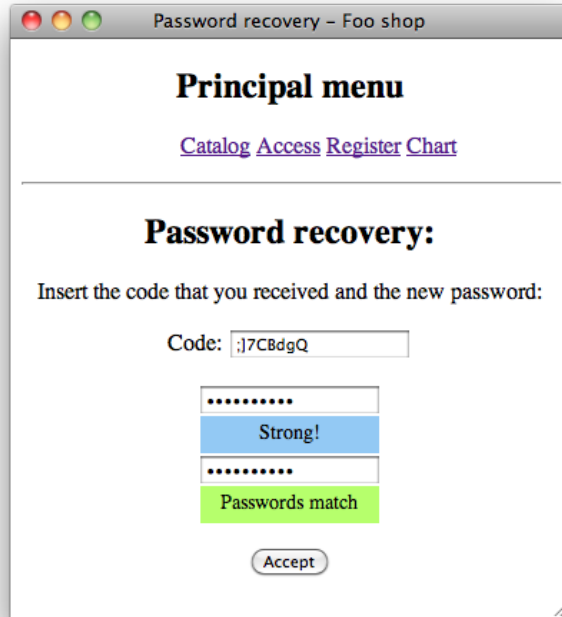 Password recovery – Foo shop
Principal menu
Catalog Access Register Chart
Password recovery:
Insert the code that you received and the new password:
Code: ;]7CBdgQ
••••••••••
Strong!
••••••••••
Passwords match
Accept